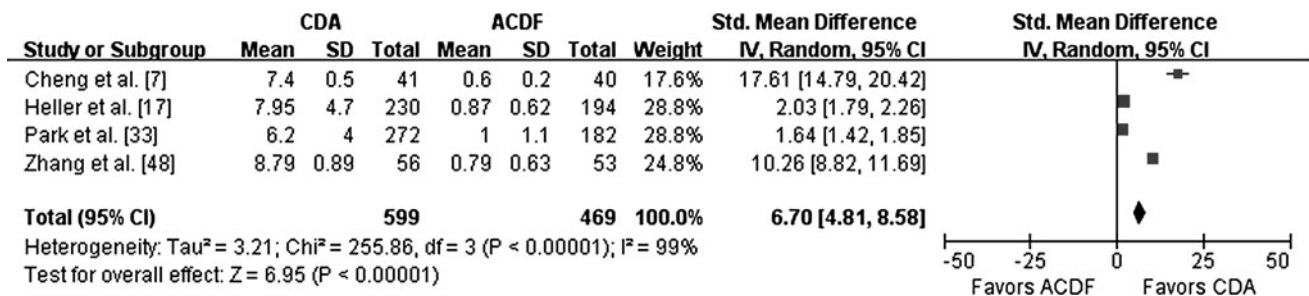 CDA ACDF Std. Mean Difference Std. Mean Difference
Study or Subgroup Mean SD Total Mean SD Total Weight IV, Random, 95% CI IV, Random, 95% CI
Cheng et al. [7] 7.4 0.5 41 0.6 0.2 40 17.6% 17.61 [14.79, 20.42]
Heller et al. [17] 7.95 4.7 230 0.87 0.62 194 28.8% 2.03 [1.79, 2.26]
Park et al. [33] 6.2 4 272 1 1.1 182 28.8% 1.64 [1.42, 1.85]
Zhang et al. [48] 8.79 0.89 56 0.79 0.63 53 24.8% 10.26 [8.82, 11.69]
Total (95% CI) 599 469 100.0% 6.70 [4.81, 8.58]
Heterogeneity: Tau² = 3.21; Chi² = 255.86, df = 3 (P < 0.00001); I² = 99%
Test for overall effect: Z = 6.95 (P < 0.00001)
-50 -25 0 25 50
Favors ACDF Favors CDA